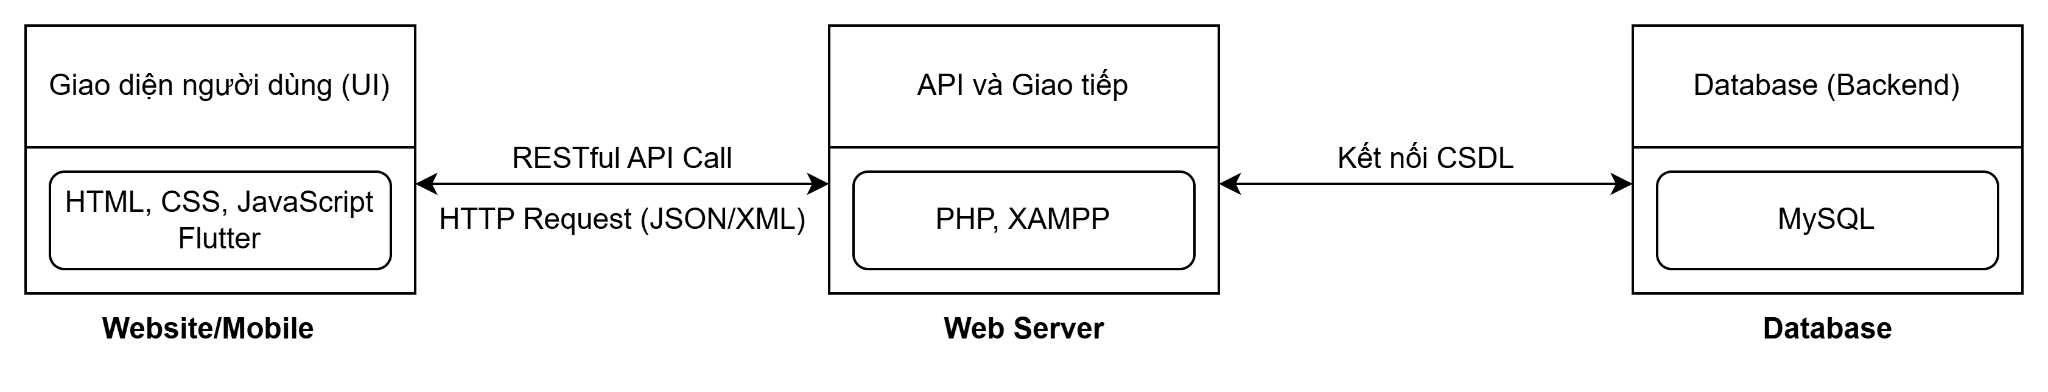 Giao diện người dùng (UI)
HTML, CSS, JavaScript
Flutter
Website/Mobile
RESTful API Call
HTTP Request (JSON/XML)
API và Giao tiếp
PHP, XAMPP
Web Server
Kết nối CSDL
Database (Backend)
MySQL
Database